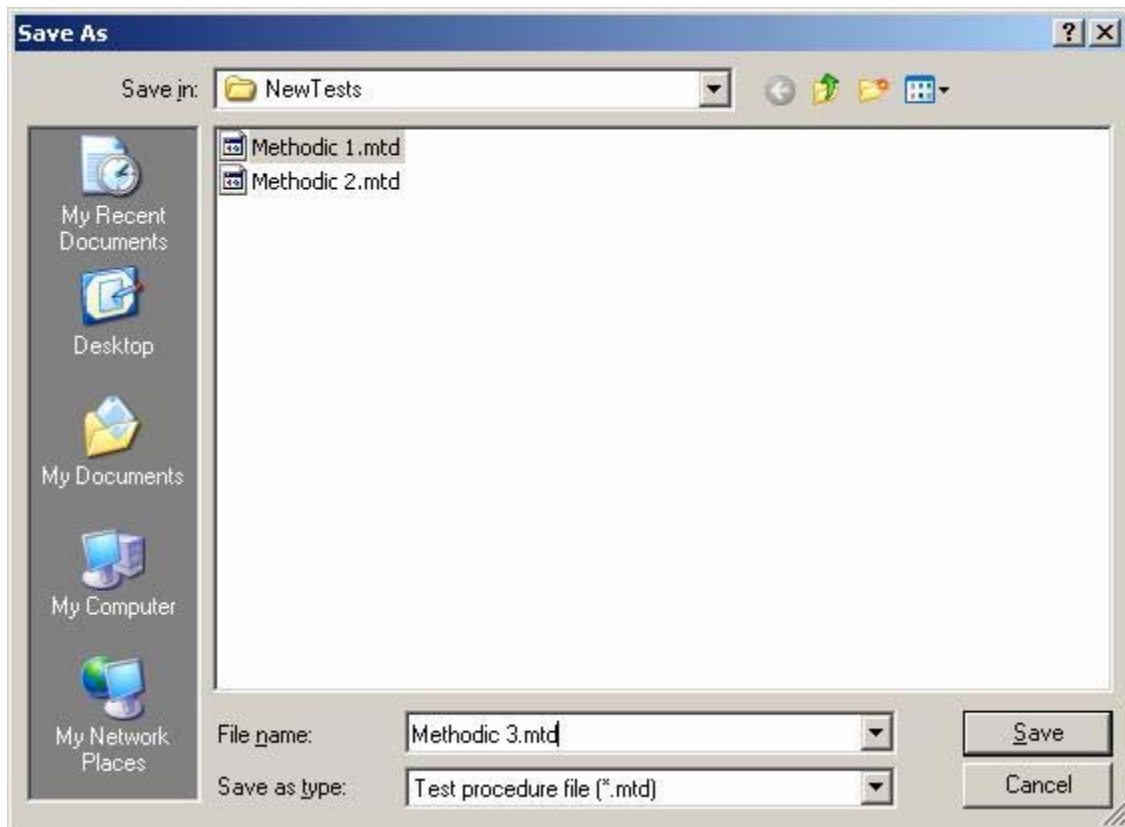 Save As
Save in:
NewTests
Methodic 1.mtd
Methodic 2.mtd
My Recent
Documents
Desktop
My Documents
My Computer
My Network
Places
File name:
Methodic 3.mtd
Save
Save as type:
Test procedure file (*.mtd)
Cancel